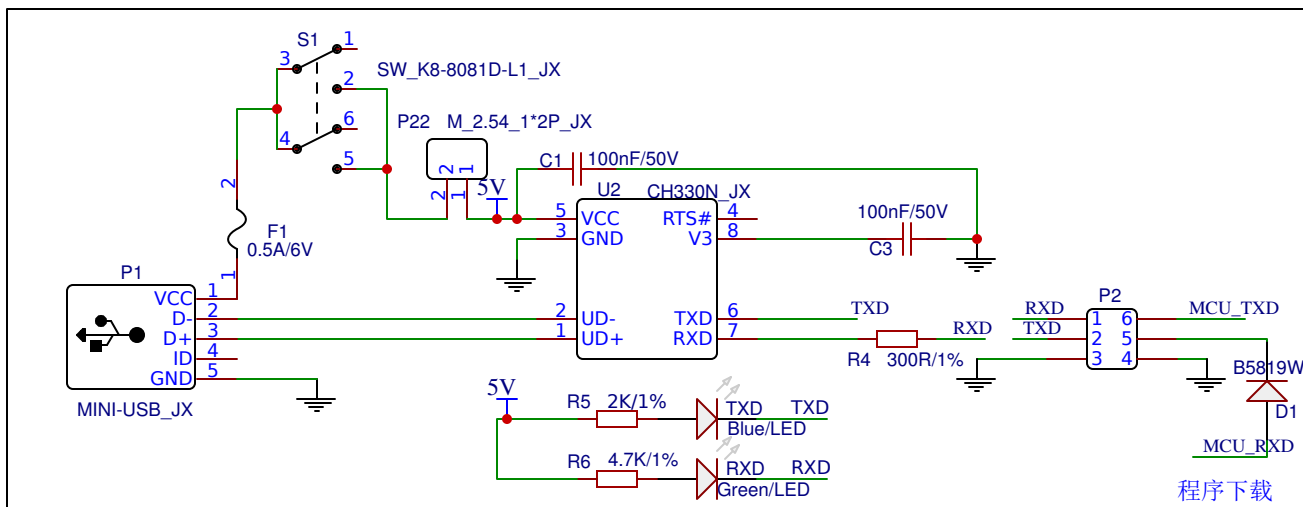 S1
1
3
SW_K8-8081D-L1_JX
2
6
4
5
P22 M_2.54_1*2P_JX
2 1
2 1
5V
C1 100nF/50V
U2 CH330N_JX
5 VCC RTS# 4
3 GND V3 8
100nF/50V
C3
2
F1
0.5A/6V
1
P1
VCC 1
D- 2
D+ 3
ID 4
GND 5
MINI-USB_JX
2 UD- TXD 6 TXD
1 UD+ RXD 7 RXD
R4 300R/1%
P2
RXD 1 6 MCU_TXD
TXD 2 5
3 4
B5819W
D1
MCU_RXD
5V
R5 2K/1% TXD TXD
Blue/LED
R6 4.7K/1% RXD RXD
Green/LED
程序下载